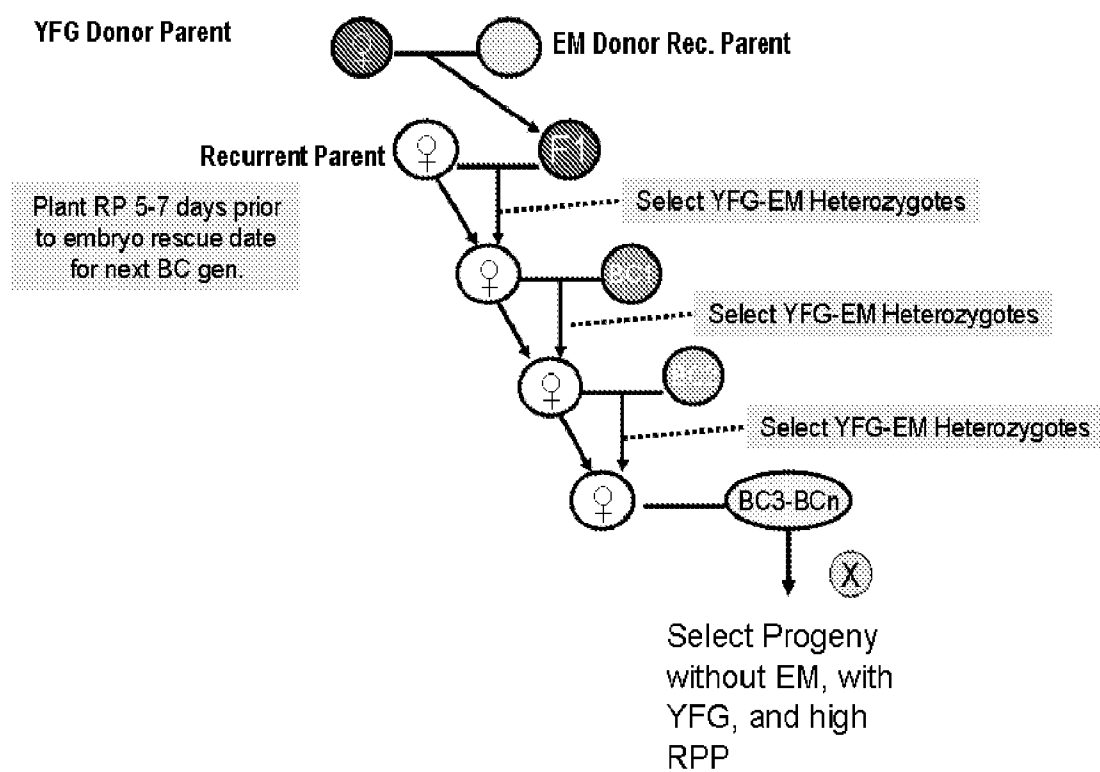 YFG Donor Parent
EM Donor Rec. Parent
F1
Recurrent Parent
Plant RP 5-7 days prior
to embryo rescue date
for next BC gen.
Select YFG-EM Heterozygotes
Select YFG-EM Heterozygotes
Select YFG-EM Heterozygotes
BC3-BCn
X
Select Progeny
without EM, with
YFG, and high
RPP